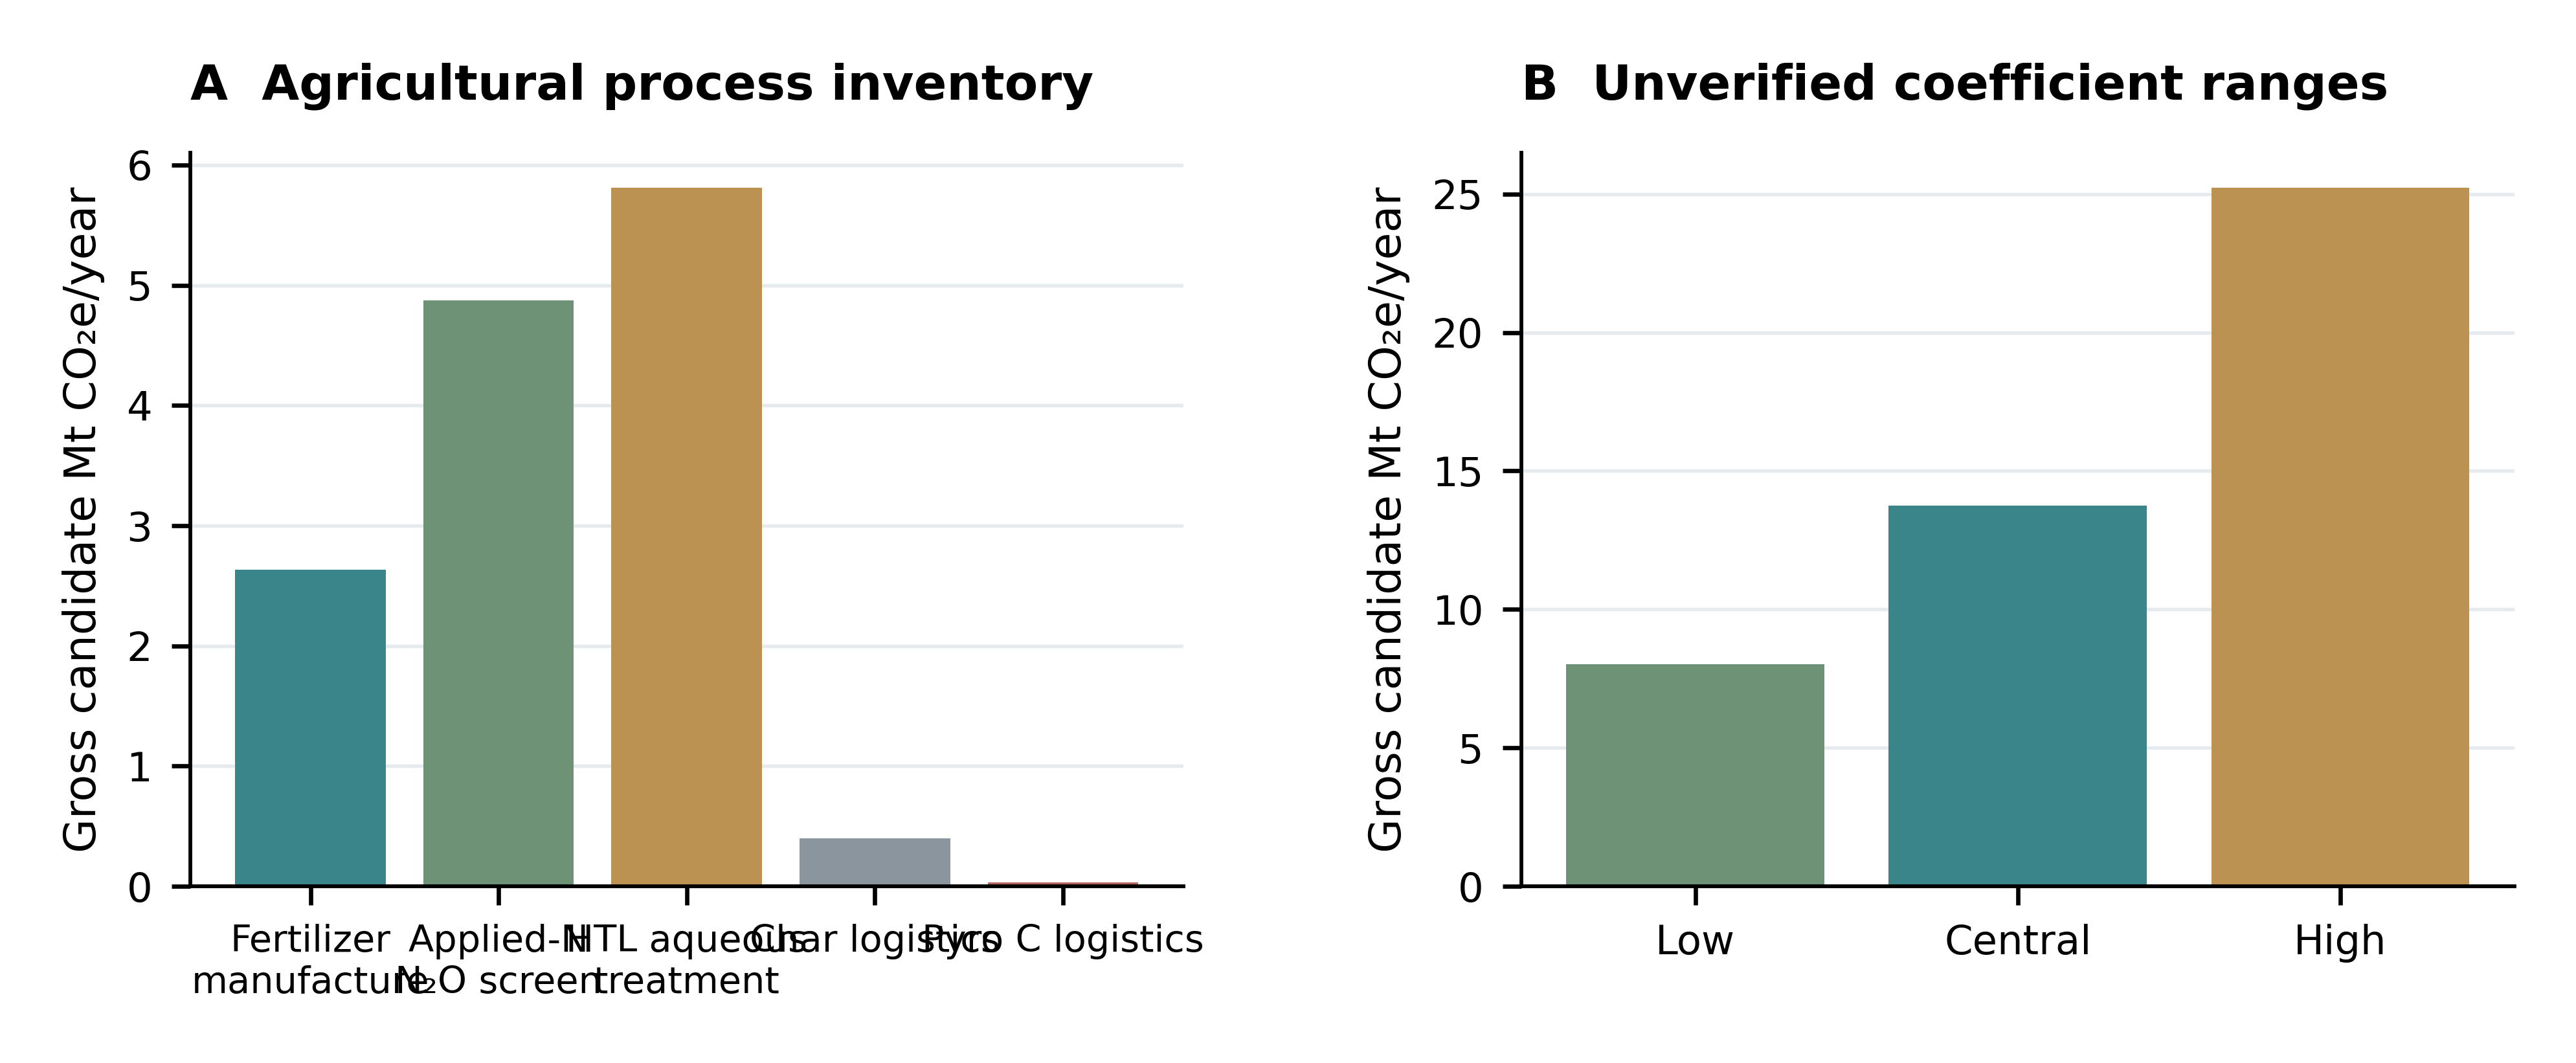 A Agricultural process inventory
Gross candidate Mt CO₂e/year
6
5
4
3
2
1
0
Fertilizer
manufacture
Applied-N
N₂O screen
HTL aqueous
treatment
Char logistics
Pyro C logistics
B Unverified coefficient ranges
Gross candidate Mt CO₂e/year
25
20
15
10
5
0
Low
Central
High